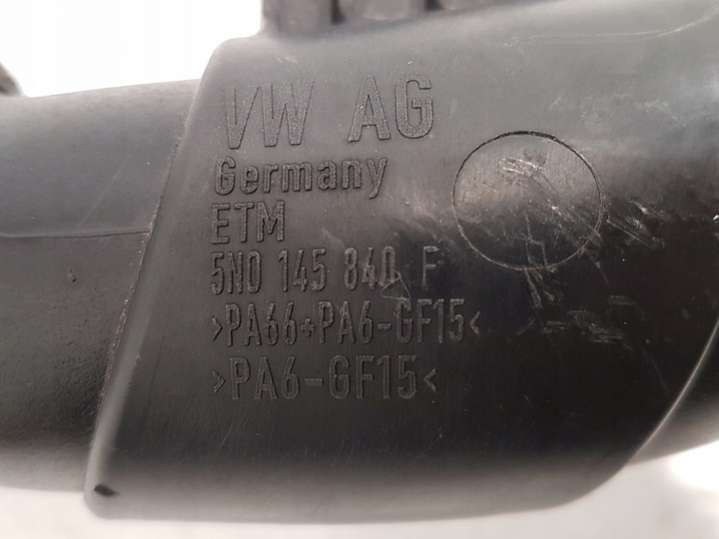 VW AG
Germany
ETM
5N0 145 840 F
>PA66+PA6-GF15<
>PA6-GF15<